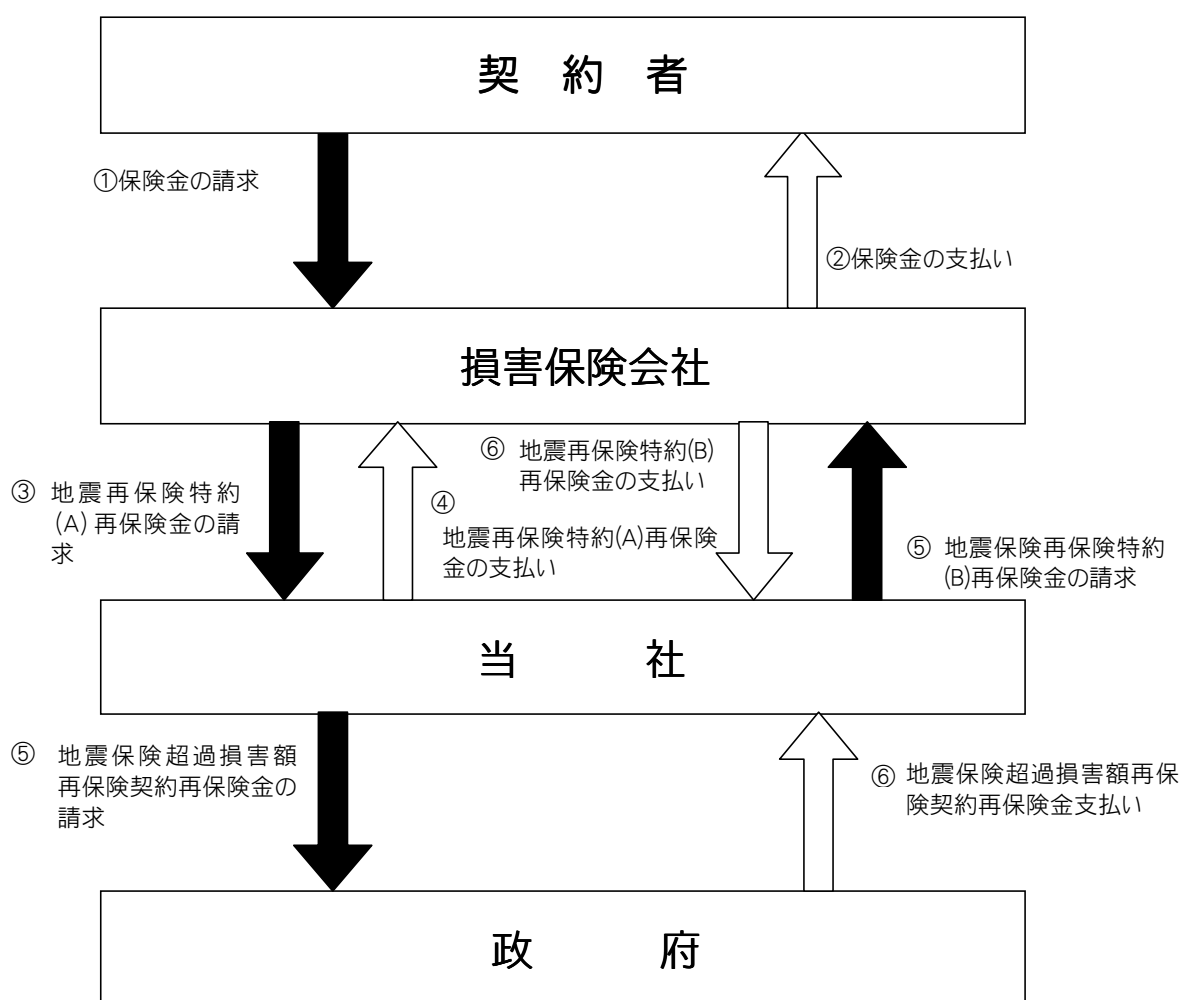 契 約 者
①保険金の請求
②保険金の支払い
損害保険会社
③ 地震再保険特約
(A) 再保険金の請
求
④
地震再保険特約(A)再保険
金の支払い
⑥ 地震再保険特約(B)
再保険金の支払い
⑤ 地震保険再保険特約
(B)再保険金の請求
当 社
⑤ 地震保険超過損害額
再保険契約再保険金の
請求
⑥ 地震保険超過損害額再保
険契約再保険金支払い
政 府